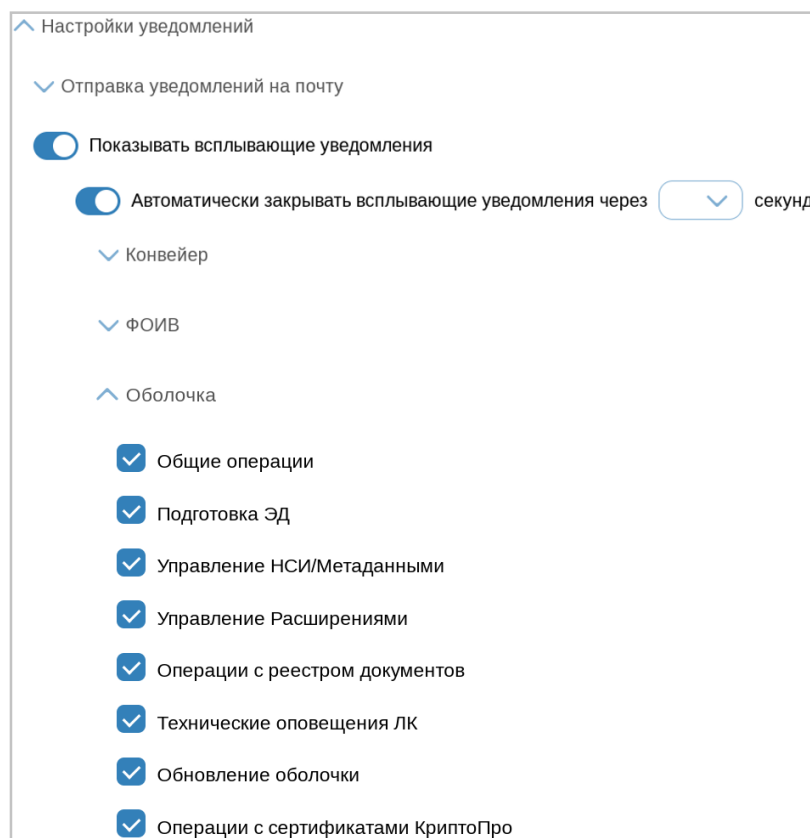 Настройки уведомлений
Отправка уведомлений на почту
Показывать всплывающие уведомления
Автоматически закрывать всплывающие уведомления через секунд
Конвейер
ФОИВ
Оболочка
Общие операции
Подготовка ЭД
Управление НСИ/Метаданными
Управление Расширениями
Операции с реестром документов
Технические оповещения ЛК
Обновление оболочки
Операции с сертификатами КриптоПро